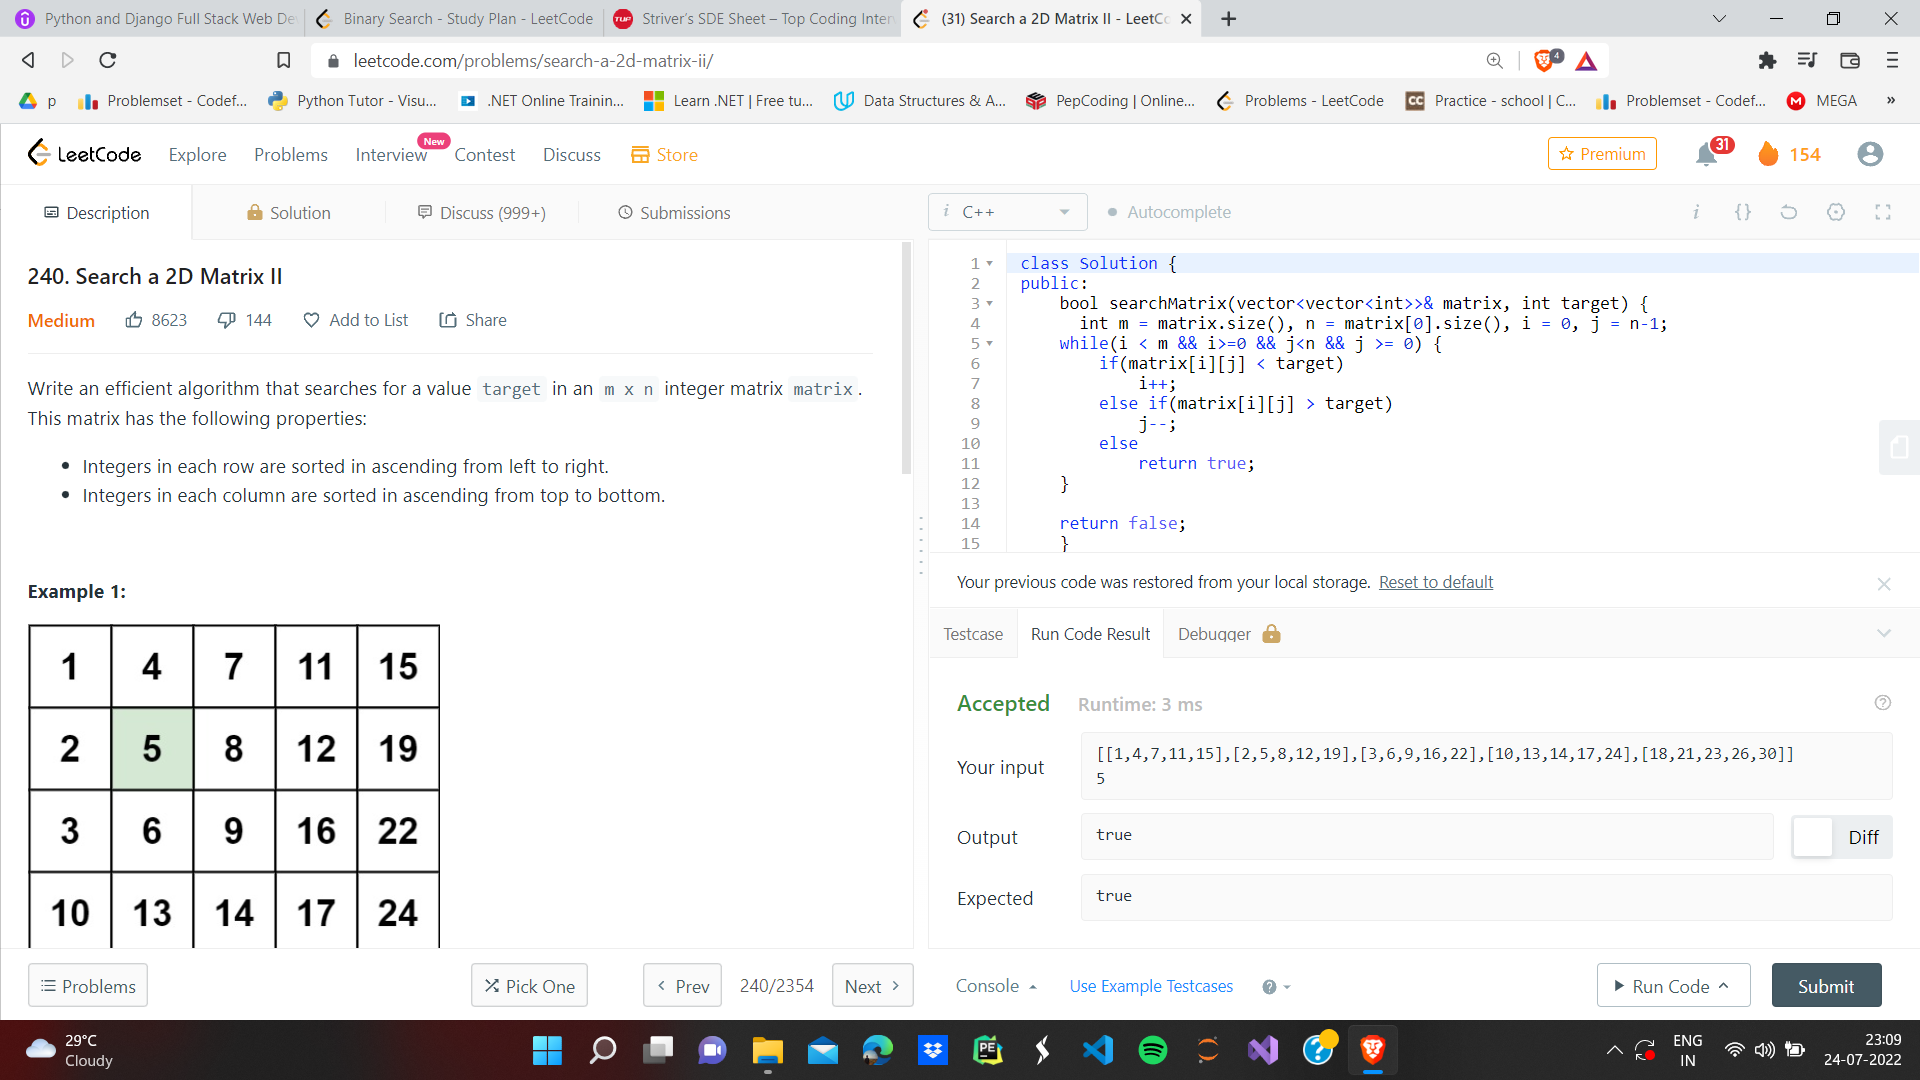 Python and Django Full Stack Web De
Binary Search - Study Plan - LeetCode
Striver's SDE Sheet – Top Coding Inter
(31) Search a 2D Matrix II - LeetCo
leetcode.com/problems/search-a-2d-matrix-ii/
4
p
Problemset - Codef...
Python Tutor - Visu...
.NET Online Trainin...
Learn .NET | Free tu...
Data Structures & A...
PepCoding | Online...
Problems - LeetCode
Practice - school | C...
Problemset - Codef...
MEGA
»
LeetCode
Explore
Problems
Interview
New
Contest
Discuss
Store
Premium
31
154
Description
Solution
Discuss (999+)
Submissions
i C++
Autocomplete
i {}
240. Search a 2D Matrix II
Medium 8623 144 Add to List Share
Write an efficient algorithm that searches for a value target in an m x n integer matrix matrix.
This matrix has the following properties:
• Integers in each row are sorted in ascending from left to right.
• Integers in each column are sorted in ascending from top to bottom.
Example 1:
1 4 7 11 15
2 5 8 12 19
3 6 9 16 22
10 13 14 17 24
1 class Solution {
2 public:
3 bool searchMatrix(vector<vector<int>>& matrix, int target) {
4 int m = matrix.size(), n = matrix[0].size(), i = 0, j = n-1;
5 while(i < m && i>=0 && j<n && j >= 0) {
6 if(matrix[i][j] < target)
7 i++;
8 else if(matrix[i][j] > target)
9 j--;
10 else
11 return true;
12 }
13
14 return false;
15 }
Your previous code was restored from your local storage. Reset to default
Testcase
Run Code Result
Debugger
Accepted Runtime: 3 ms
Your input
[[1,4,7,11,15],[2,5,8,12,19],[3,6,9,16,22],[10,13,14,17,24],[18,21,23,26,30]]
5
Output
true
Diff
Expected
true
Problems
Pick One
Prev
240/2354
Next
Console
Use Example Testcases
Run Code
Submit
29°C
Cloudy
ENG
IN
23:09
24-07-2022